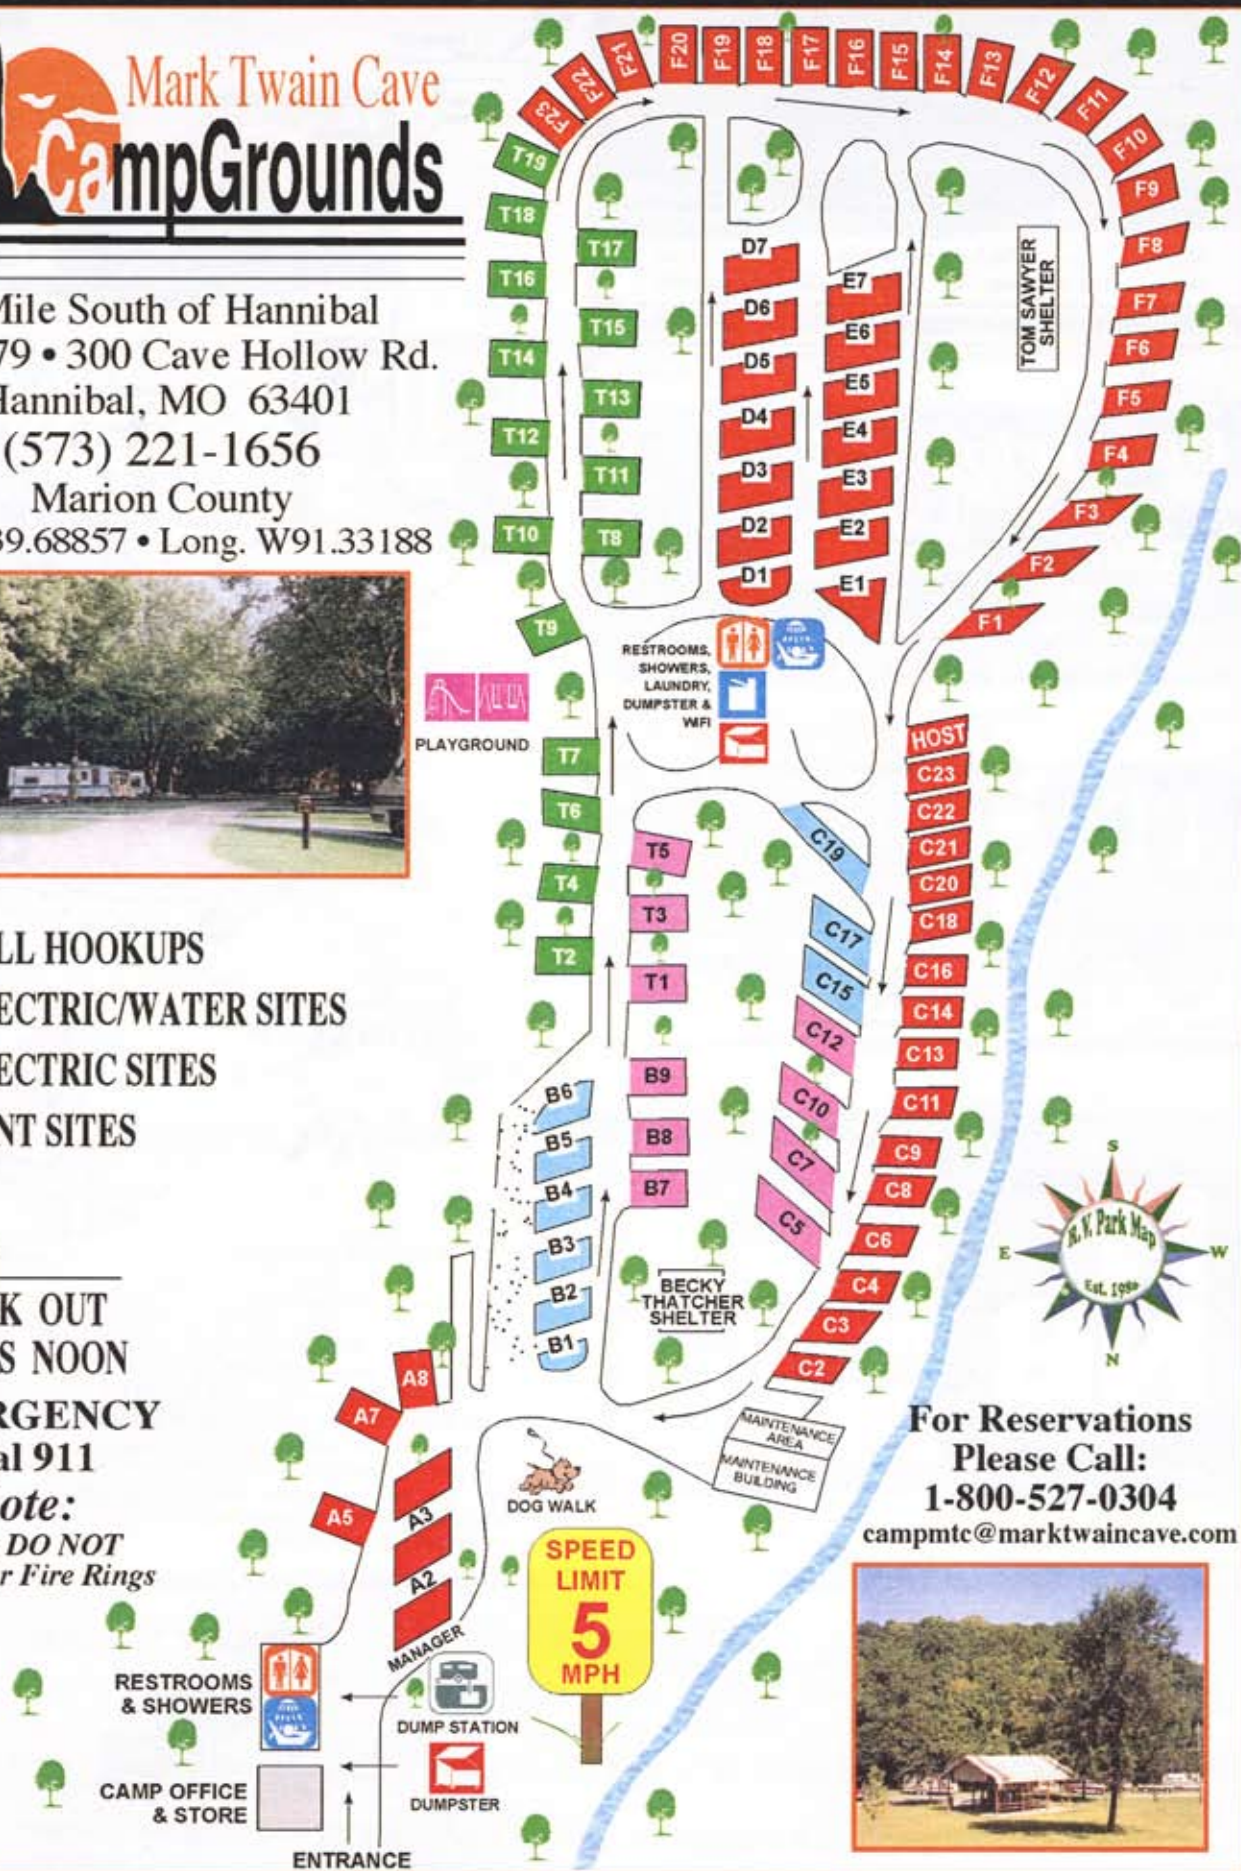 Mark Twain Cave
CampGrounds
Mile South of Hannibal
79 • 300 Cave Hollow Rd.
Hannibal, MO 63401
(573) 221-1656
Marion County
39.68857 • Long. W91.33188
LL HOOKUPS
ECTRIC/WATER SITES
ECTRIC SITES
NT SITES
K OUT
S NOON
RGENCY
al 911
ote:
DO NOT
r Fire Rings
F23
F22
F21
F20
F19
F18
F17
F16
F15
F14
F13
F12
F11
F10
F9
F8
F7
F6
F5
F4
F3
F2
F1
T19
T18
T17
T16
T15
T14
T13
T12
T11
T10
T8
T9
D7
D6
D5
D4
D3
D2
D1
E7
E6
E5
E4
E3
E2
E1
TOM SAWYER
SHELTER
RESTROOMS,
SHOWERS,
LAUNDRY,
DUMPSTER &
WIFI
PLAYGROUND
T7
T6
T4
T2
T5
T3
T1
B9
B8
B7
B6
B5
B4
B3
B2
B1
C19
C17
C15
C12
C10
C7
C5
HOST
C23
C22
C21
C20
C18
C16
C14
C13
C11
C9
C8
C6
C4
C3
C2
BECKY
THATCHER
SHELTER
MAINTENANCE
AREA
MAINTENANCE
BUILDING
A8
A7
A5
A3
A2
MANAGER
DOG WALK
SPEED
LIMIT
5
MPH
RESTROOMS
& SHOWERS
DUMP STATION
CAMP OFFICE
& STORE
DUMPSTER
ENTRANCE
S
E
R.V. Park Map
W
N
For Reservations
Please Call:
1-800-527-0304
campmtc@marktwaincave.com